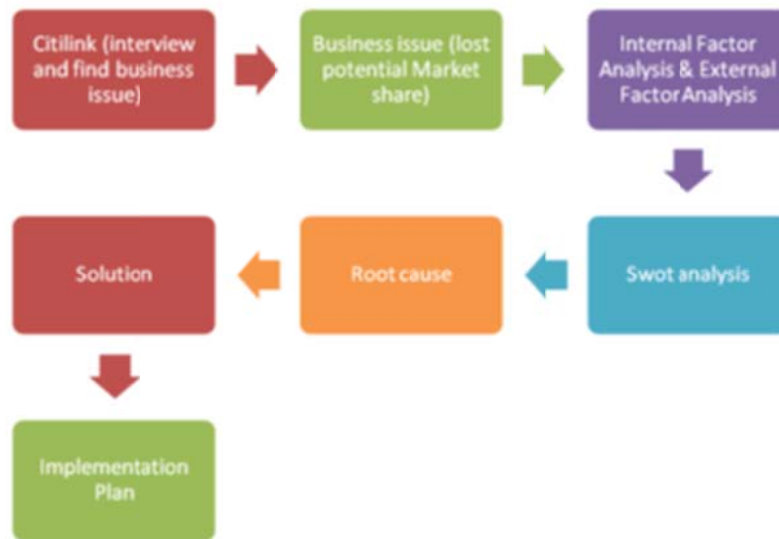 Citilink (interview
and find business
issue)
Business issue (lost
potential Market
share)
Internal Factor
Analysis & External
Factor Analysis
Swot analysis
Root cause
Solution
Implementation
Plan